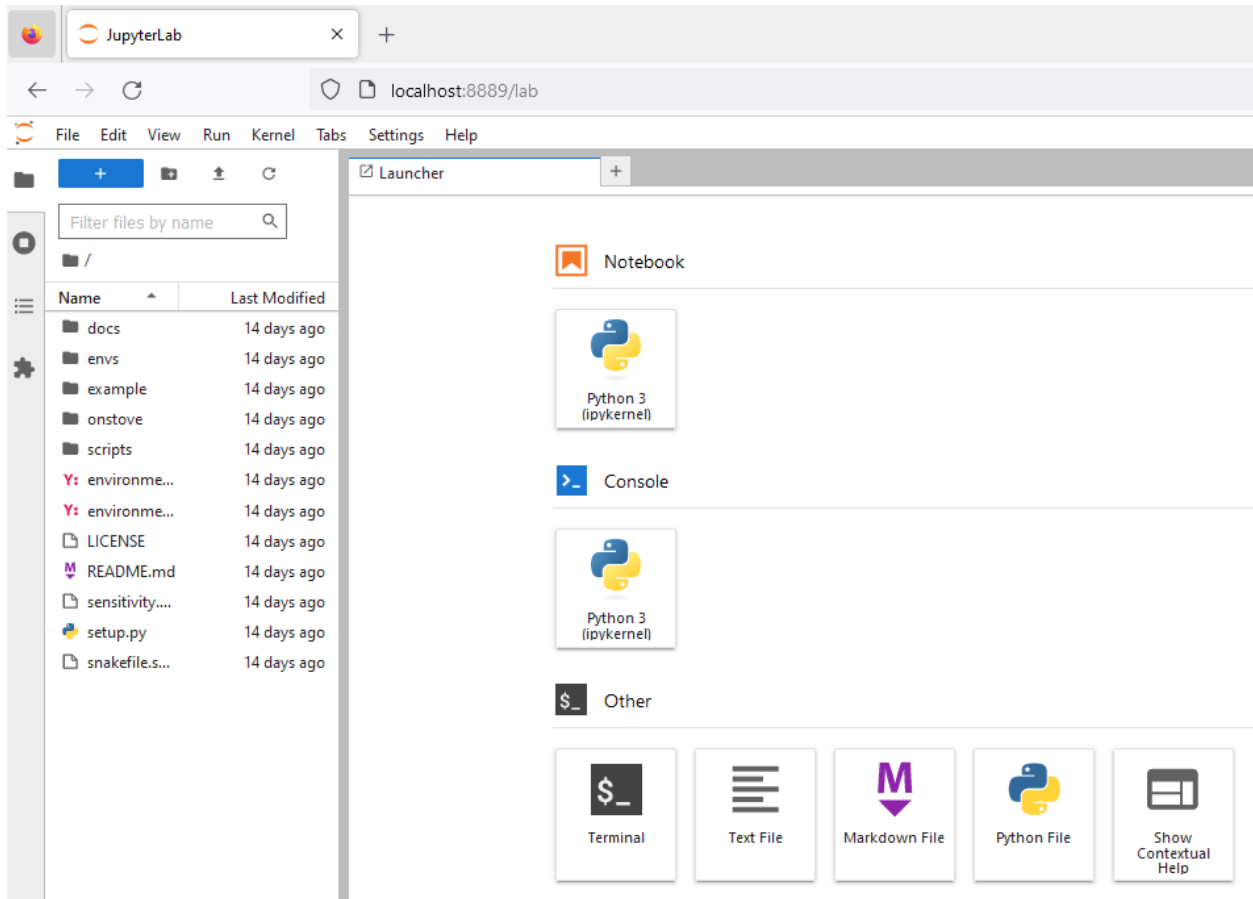 JupyterLab
localhost:8889/lab
File Edit View Run Kernel Tabs Settings Help
Launcher
Filter files by name
/
Name Last Modified
docs 14 days ago
envs 14 days ago
example 14 days ago
onstove 14 days ago
scripts 14 days ago
Y: environme... 14 days ago
Y: environme... 14 days ago
LICENSE 14 days ago
M README.md 14 days ago
sensitivity.... 14 days ago
setup.py 14 days ago
snakefile.s... 14 days ago
Notebook
Python 3
(ipykernel)
Console
Python 3
(ipykernel)
$_ Other
$_
Terminal
Text File
M
Markdown File
Python File
Show
Contextual
Help